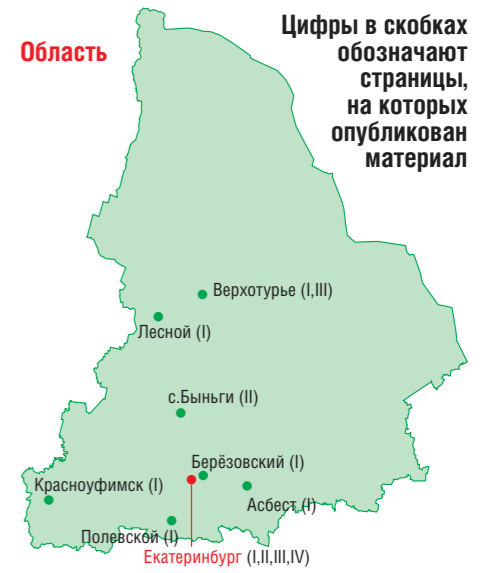 Область
Цифры в скобках
обозначают
страницы,
на которых
опубликован
материал
Верхотурье (I,III)
Лесной (I)
с.Быньги (II)
Берёзовский (I)
Красноуфимск (I)
Асбест (I)
Полевской (I)
Екатеринбург (I,II,III,IV)